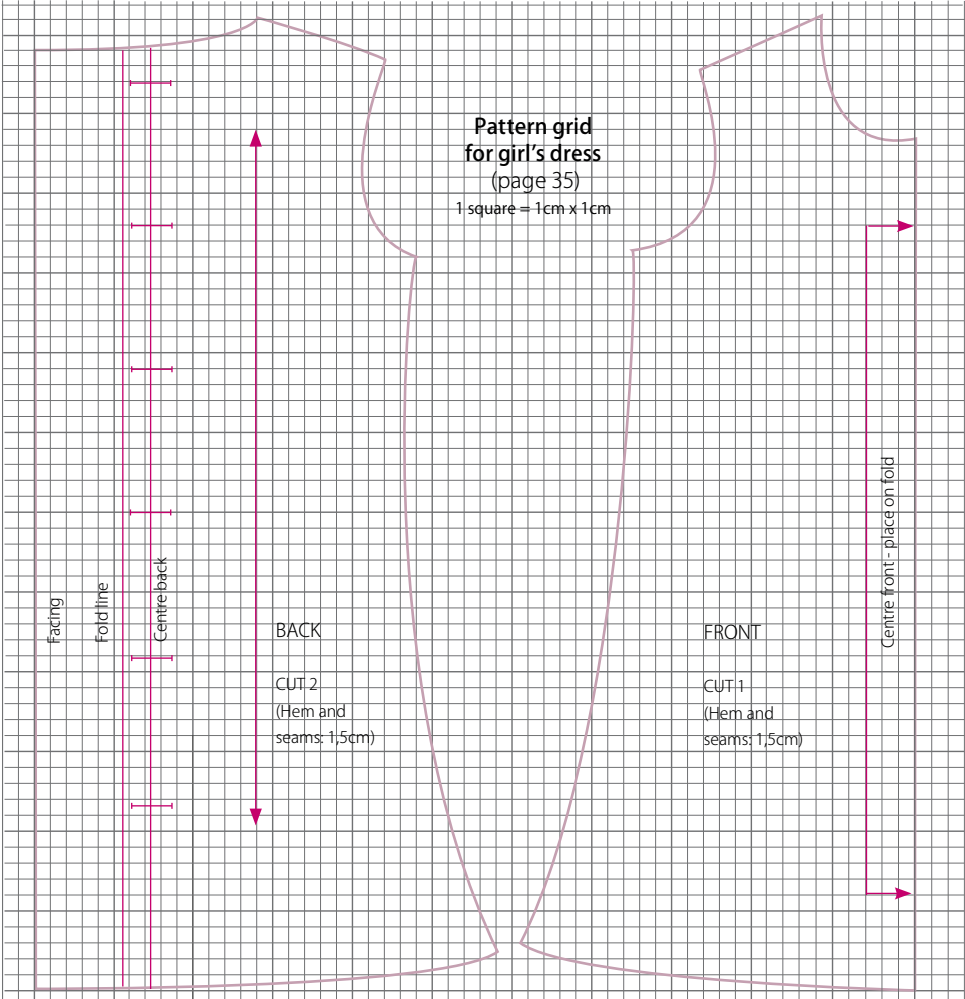 Pattern grid
for girl's dress
(page 35)
1 square = 1cm x 1cm
Facing
Fold line
Centre back
BACK
CUT 2
(Hem and
seams: 1,5cm)
FRONT
CUT 1
(Hem and
seams: 1,5cm)
Centre front - place on fold